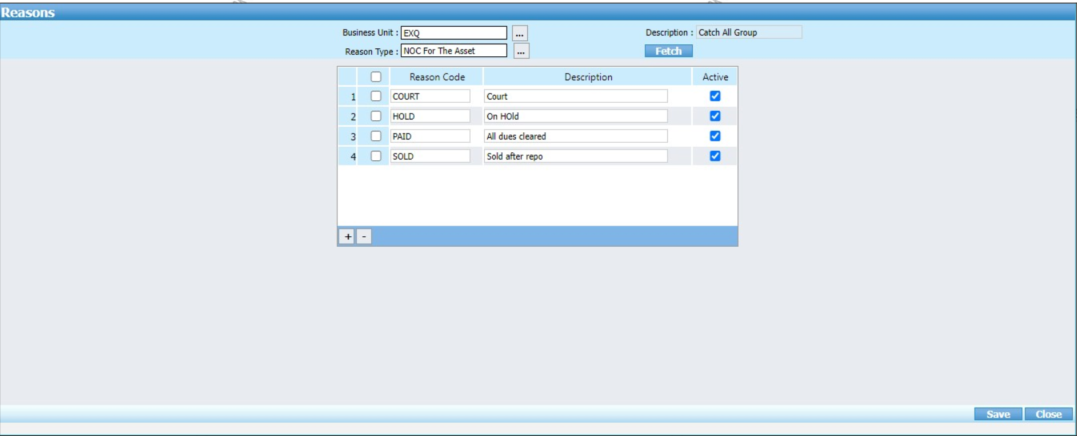 Reasons
Business Unit : EXQ ... Description : Catch All Group
Reason Type : NOC For The Asset ... Fetch
Reason Code Description Active
1 COURT Court
2 HOLD On HOld
3 PAID All dues cleared
4 SOLD Sold after repo
+ -
Save Close